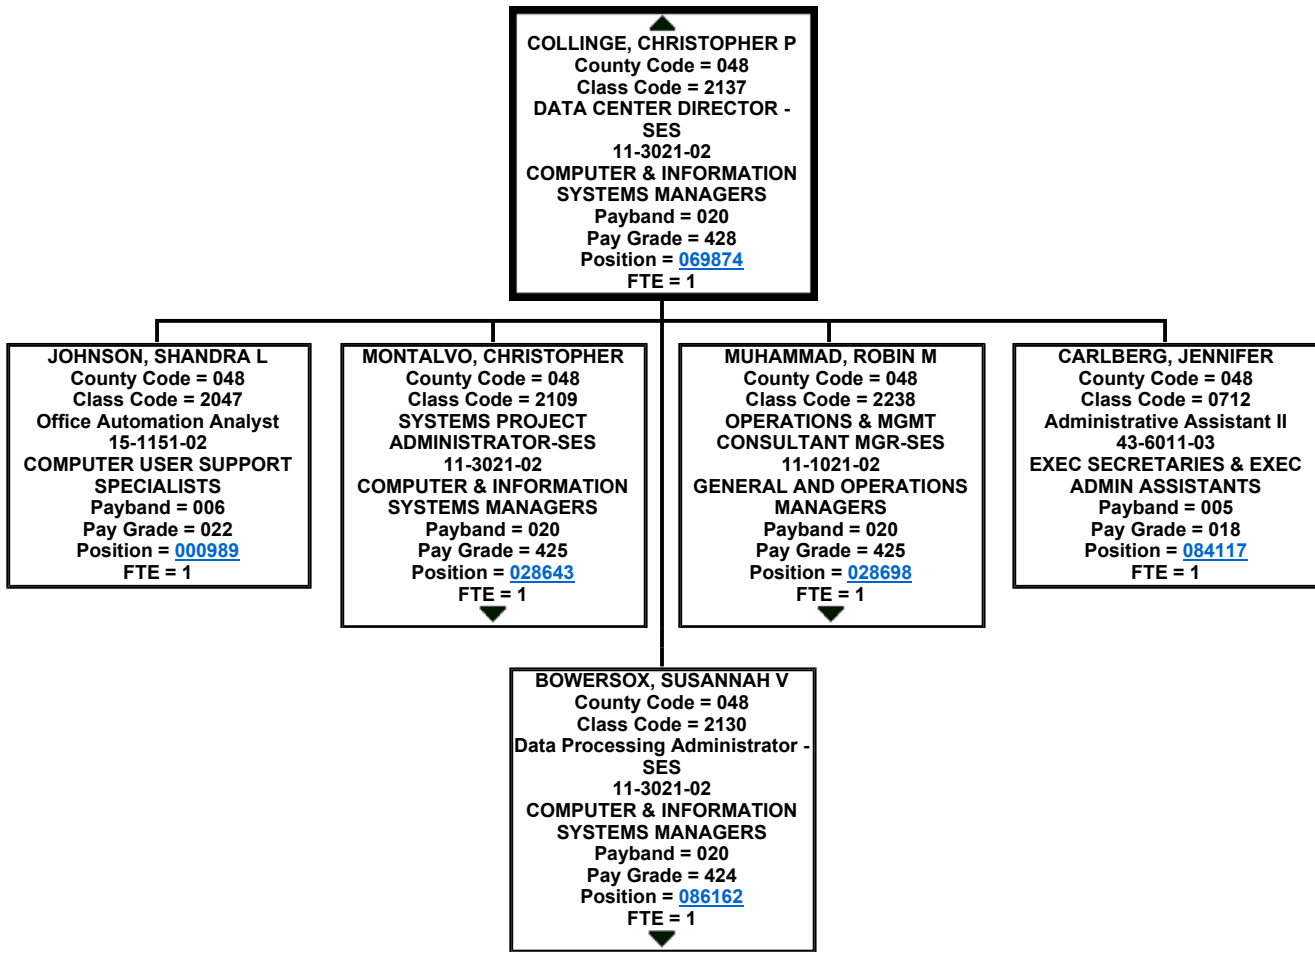 COLLINGE, CHRISTOPHER P
County Code = 048
Class Code = 2137
DATA CENTER DIRECTOR -
SES
11-3021-02
COMPUTER & INFORMATION
SYSTEMS MANAGERS
Payband = 020
Pay Grade = 428
Position = 069874
FTE = 1
JOHNSON, SHANDRA L
County Code = 048
Class Code = 2047
Office Automation Analyst
15-1151-02
COMPUTER USER SUPPORT
SPECIALISTS
Payband = 006
Pay Grade = 022
Position = 000989
FTE = 1
MONTALVO, CHRISTOPHER
County Code = 048
Class Code = 2109
SYSTEMS PROJECT
ADMINISTRATOR-SES
11-3021-02
COMPUTER & INFORMATION
SYSTEMS MANAGERS
Payband = 020
Pay Grade = 425
Position = 028643
FTE = 1
MUHAMMAD, ROBIN M
County Code = 048
Class Code = 2238
OPERATIONS & MGMT
CONSULTANT MGR-SES
11-1021-02
GENERAL AND OPERATIONS
MANAGERS
Payband = 020
Pay Grade = 425
Position = 028698
FTE = 1
CARLBERG, JENNIFER
County Code = 048
Class Code = 0712
Administrative Assistant II
43-6011-03
EXEC SECRETARIES & EXEC
ADMIN ASSISTANTS
Payband = 005
Pay Grade = 018
Position = 084117
FTE = 1
BOWERSOX, SUSANNAH V
County Code = 048
Class Code = 2130
Data Processing Administrator -
SES
11-3021-02
COMPUTER & INFORMATION
SYSTEMS MANAGERS
Payband = 020
Pay Grade = 424
Position = 086162
FTE = 1